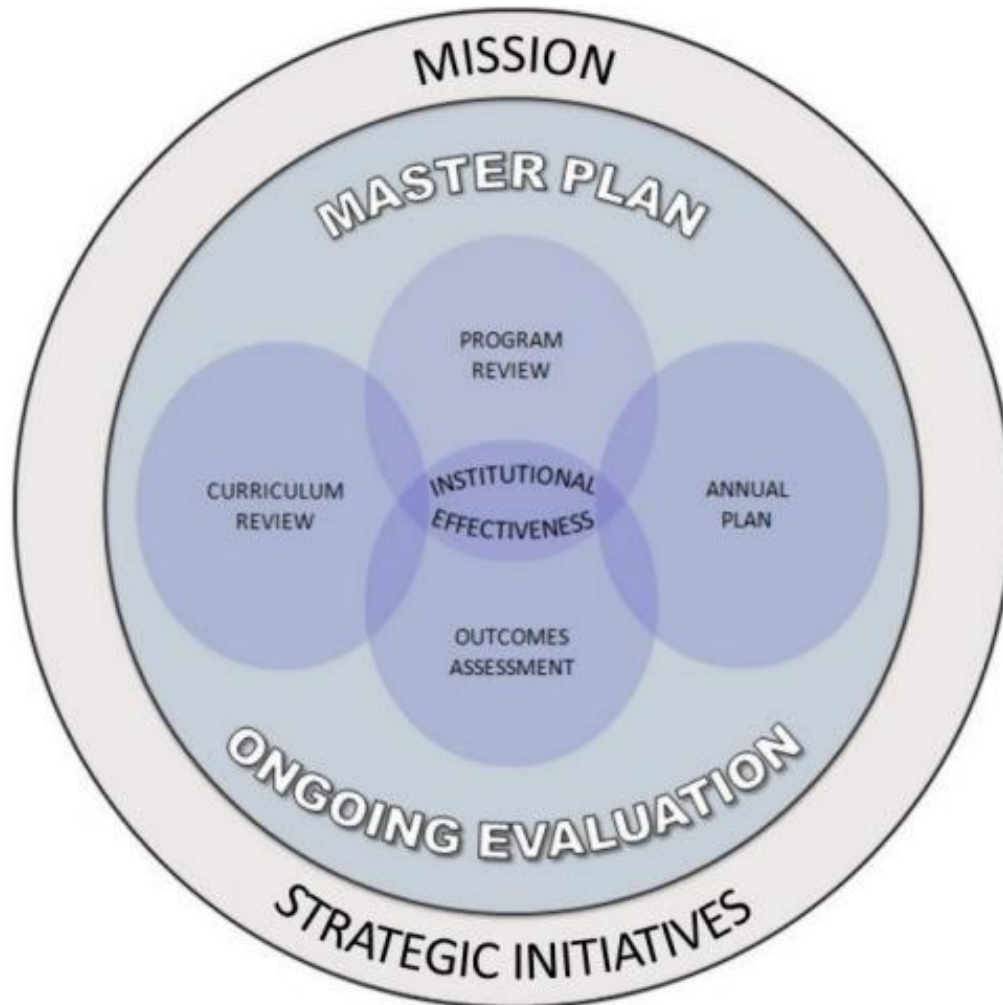 MISSION
MASTER PLAN
PROGRAM
REVIEW
CURRICULUM
REVIEW
INSTITUTIONAL
EFFECTIVENESS
ANNUAL
PLAN
OUTCOMES
ASSESSMENT
ONGOING EVALUATION
STRATEGIC INITIATIVES